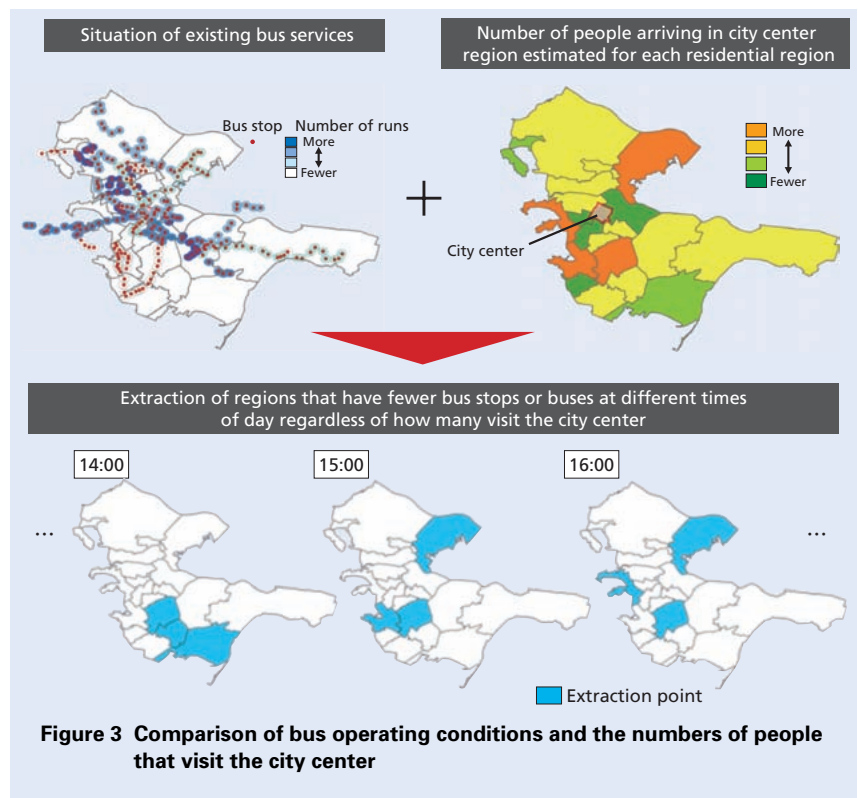 Situation of existing bus services
Number of people arriving in city center
region estimated for each residential region
Bus stop
Number of runs
More
Fewer
+
More
Fewer
City center
Extraction of regions that have fewer bus stops or buses at different times
of day regardless of how many visit the city center
14:00
15:00
16:00
...
...
Extraction point
Figure 3 Comparison of bus operating conditions and the numbers of people
that visit the city center